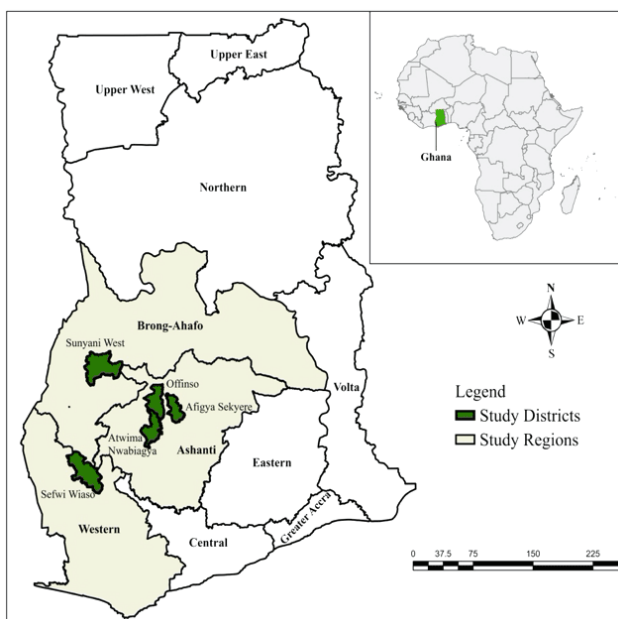 Upper East
Upper West
Northern
Ghana
Brong-Ahafo
N
W
E
S
Sunyani West
Volta
Offinso
Afigya Sekyere
Legend
Study Districts
Study Regions
Atwima
Nwabiagya
Ashanti
Eastern
Sefwi Wiaso
Western
Central
Greater Accra
0 37.5 75 150 225